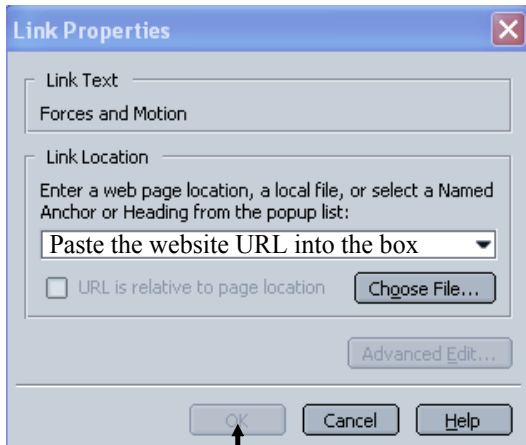 Link Properties
Link Text
Forces and Motion
Link Location
Enter a web page location, a local file, or select a Named
Anchor or Heading from the popup list:
Paste the website URL into the box
URL is relative to page location
Choose File...
Advanced Edit...
OK
Cancel
Help